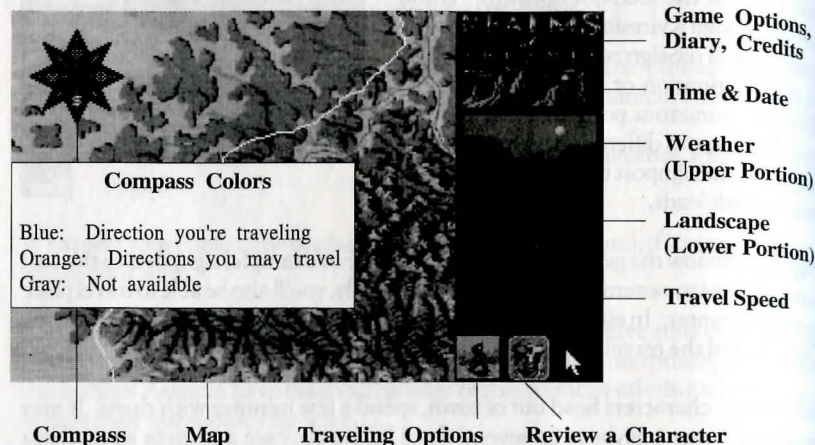 Game Options,
Diary, Credits
Time & Date
Weather
(Upper Portion)
Landscape
(Lower Portion)
Travel Speed
Compass Colors
Blue: Direction you're traveling
Orange: Directions you may travel
Gray: Not available
Compass Map Traveling Options Review a Character